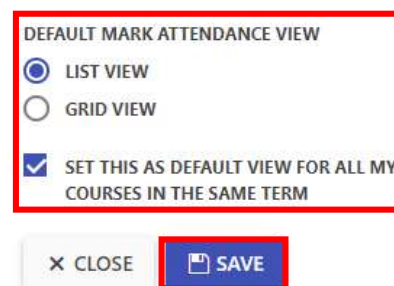 DEFAULT MARK ATTENDANCE VIEW
LIST VIEW
GRID VIEW
SET THIS AS DEFAULT VIEW FOR ALL MY
COURSES IN THE SAME TERM
× CLOSE SAVE